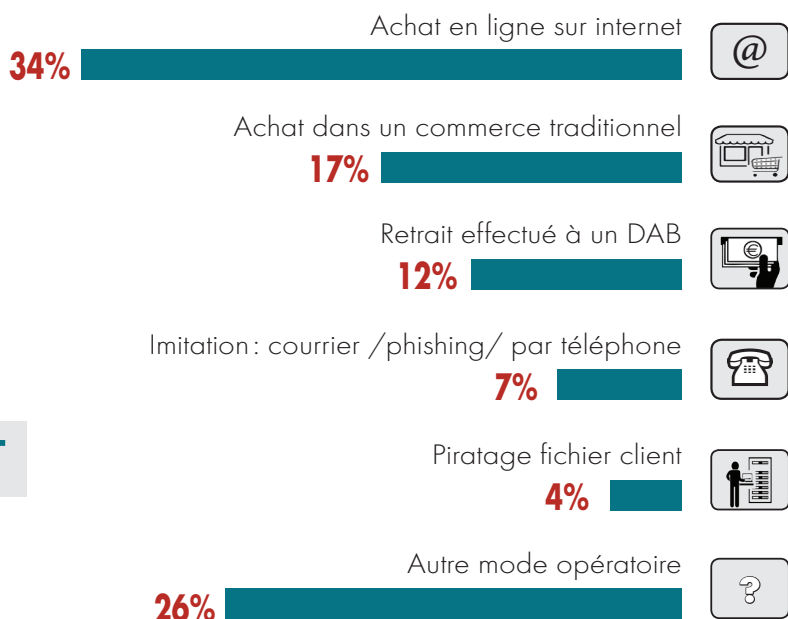 Achat en ligne sur internet
34%
@
Achat dans un commerce traditionnel
17%
Retrait effectué à un DAB
12%
€
Imitation : courrier /phishing/ par téléphone
7%
Piratage fichier client
4%
Autre mode opératoire
26%
?